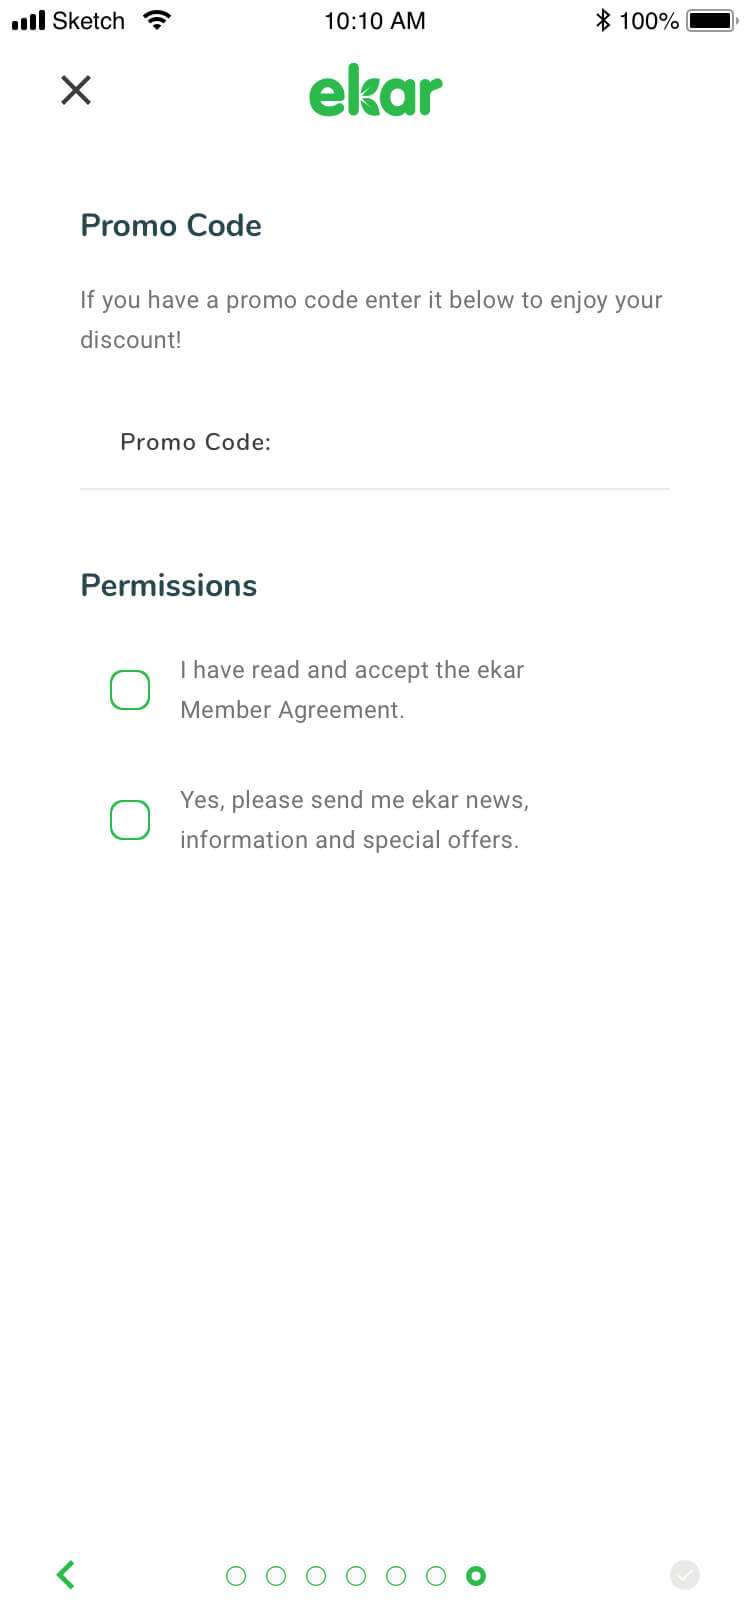 Sketch 10:10 AM 100%
ekar
Promo Code
If you have a promo code enter it below to enjoy your
discount!
Promo Code:
Permissions
I have read and accept the ekar
Member Agreement.
Yes, please send me ekar news,
information and special offers.